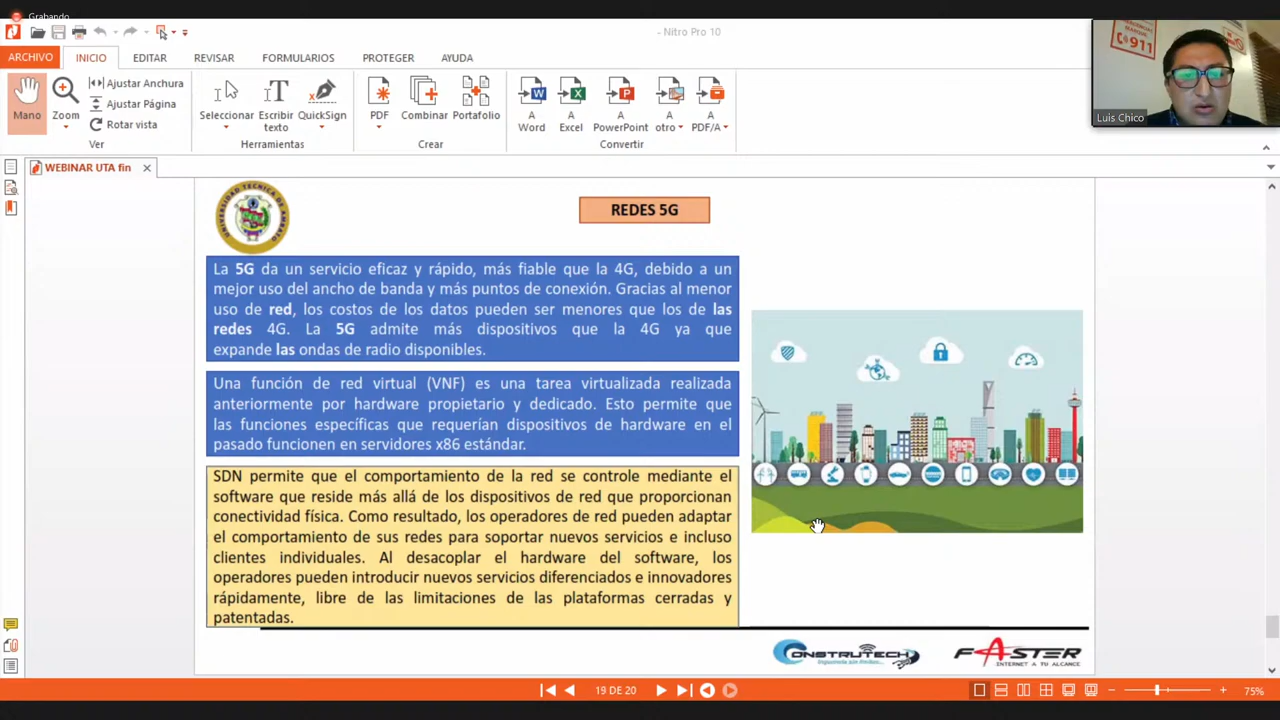 Grabando
- Nitro Pro 10
ARCHIVO INICIO EDITAR REVISAR FORMULARIOS PROTEGER AYUDA
Mano
Zoom
Ajustar Anchura
Ajustar Página
Rotar vista
Ver
Seleccionar
Escribir texto
QuickSign
Herramientas
PDF
Combinar
Portafolio
Crear
A Word
A Excel
A PowerPoint
A otro
A PDF/A
Convertir
911
Luis Chico
WEBINAR UTA fin
UNIVERSIDAD TECNICA DE AMBATO
REDES 5G
La 5G da un servicio eficaz y rápido, más fiable que la 4G, debido a un
mejor uso del ancho de banda y más puntos de conexión. Gracias al menor
uso de red, los costos de los datos pueden ser menores que los de las
redes 4G. La 5G admite más dispositivos que la 4G ya que
expande las ondas de radio disponibles.
Una función de red virtual (VNF) es una tarea virtualizada realizada
anteriormente por hardware propietario y dedicado. Esto permite que
las funciones específicas que requerían dispositivos de hardware en el
pasado funcionen en servidores x86 estándar.
SDN permite que el comportamiento de la red se controle mediante el
software que reside más allá de los dispositivos de red que proporcionan
conectividad física. Como resultado, los operadores de red pueden adaptar
el comportamiento de sus redes para soportar nuevos servicios e incluso
clientes individuales. Al desacoplar el hardware del software, los
operadores pueden introducir nuevos servicios diferenciados e innovadores
rápidamente, libre de las limitaciones de las plataformas cerradas y
patentadas.
CONSTRUTECH
FASTER
INTERNET A TU ALCANCE
19 DE 20
75%